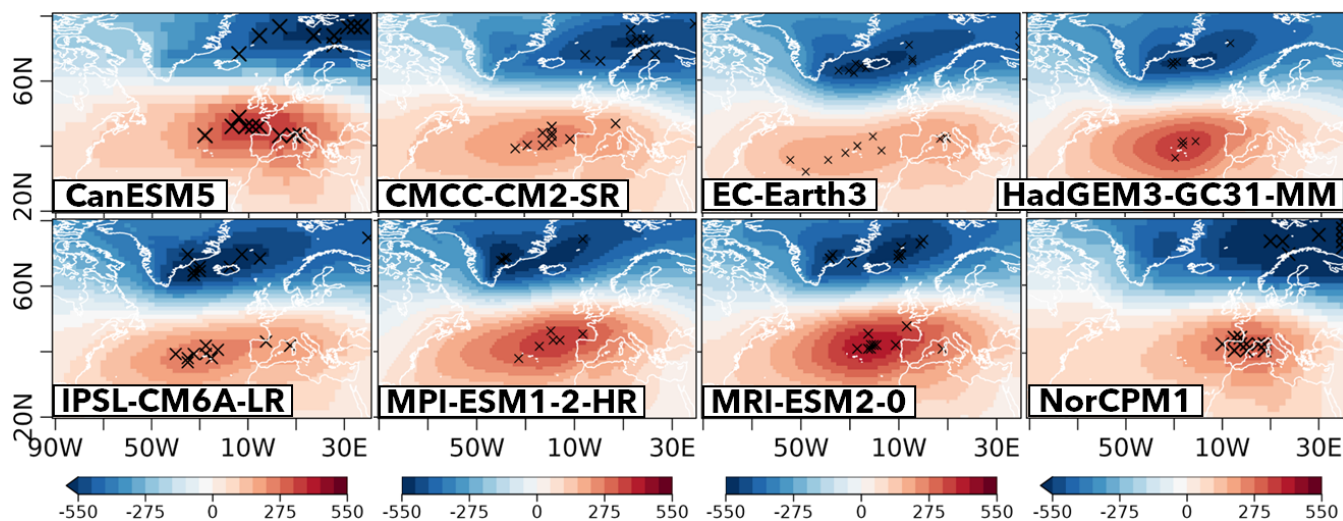 60N
20N
CanESM5
CMCC-CM2-SR
EC-Earth3
HadGEM3-GC31-MM
60N
20N
IPSL-CM6A-LR
MPI-ESM1-2-HR
MRI-ESM2-0
NorCPM1
90W 50W 10W 30E
50W 10W 30E
50W 10W 30E
50W 10W 30E
-550 -275 0 275 550
-550 -275 0 275 550
-550 -275 0 275 550
-550 -275 0 275 550